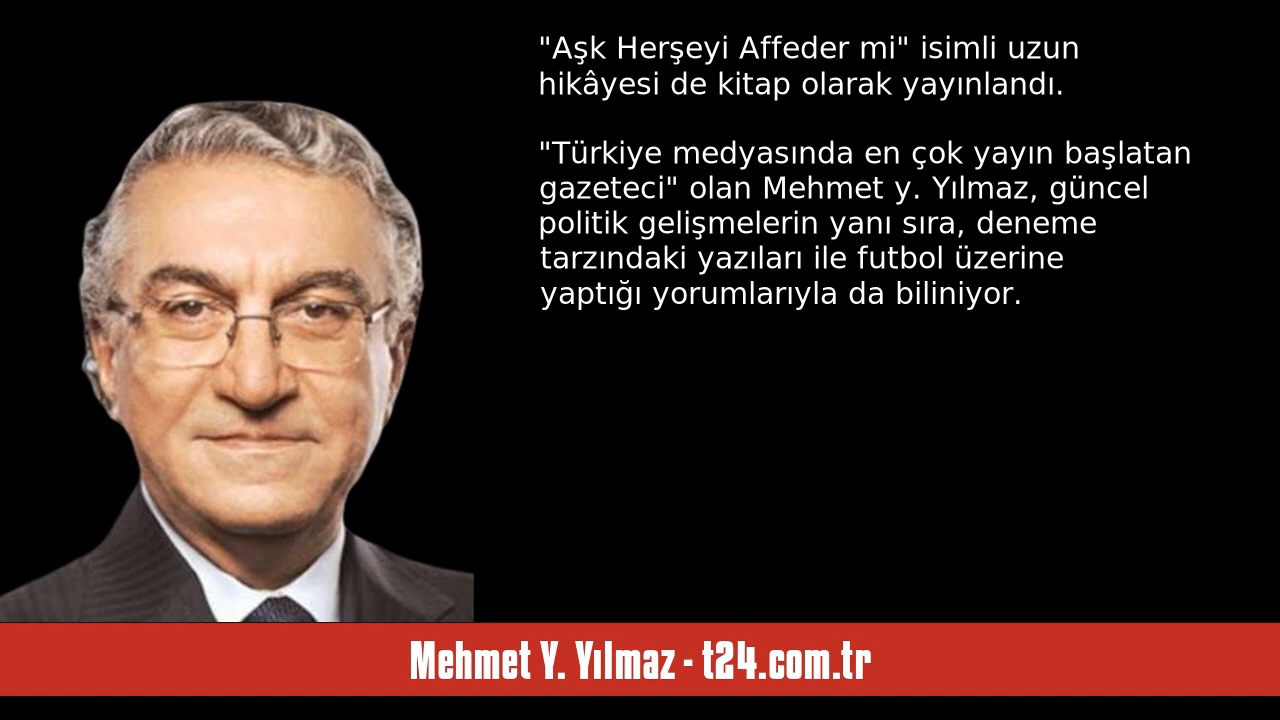 "Aşk Herşeyi Affeder mi" isimli uzun
hikâyesi de kitap olarak yayınlandı.
"Türkiye medyasında en çok yayın başlatan
gazeteci" olan Mehmet y. Yılmaz, güncel
politik gelişmelerin yanı sıra, deneme
tarzındaki yazıları ile futbol üzerine
yaptığı yorumlarıyla da biliniyor.
Mehmet Y. Yılmaz - t24.com.tr